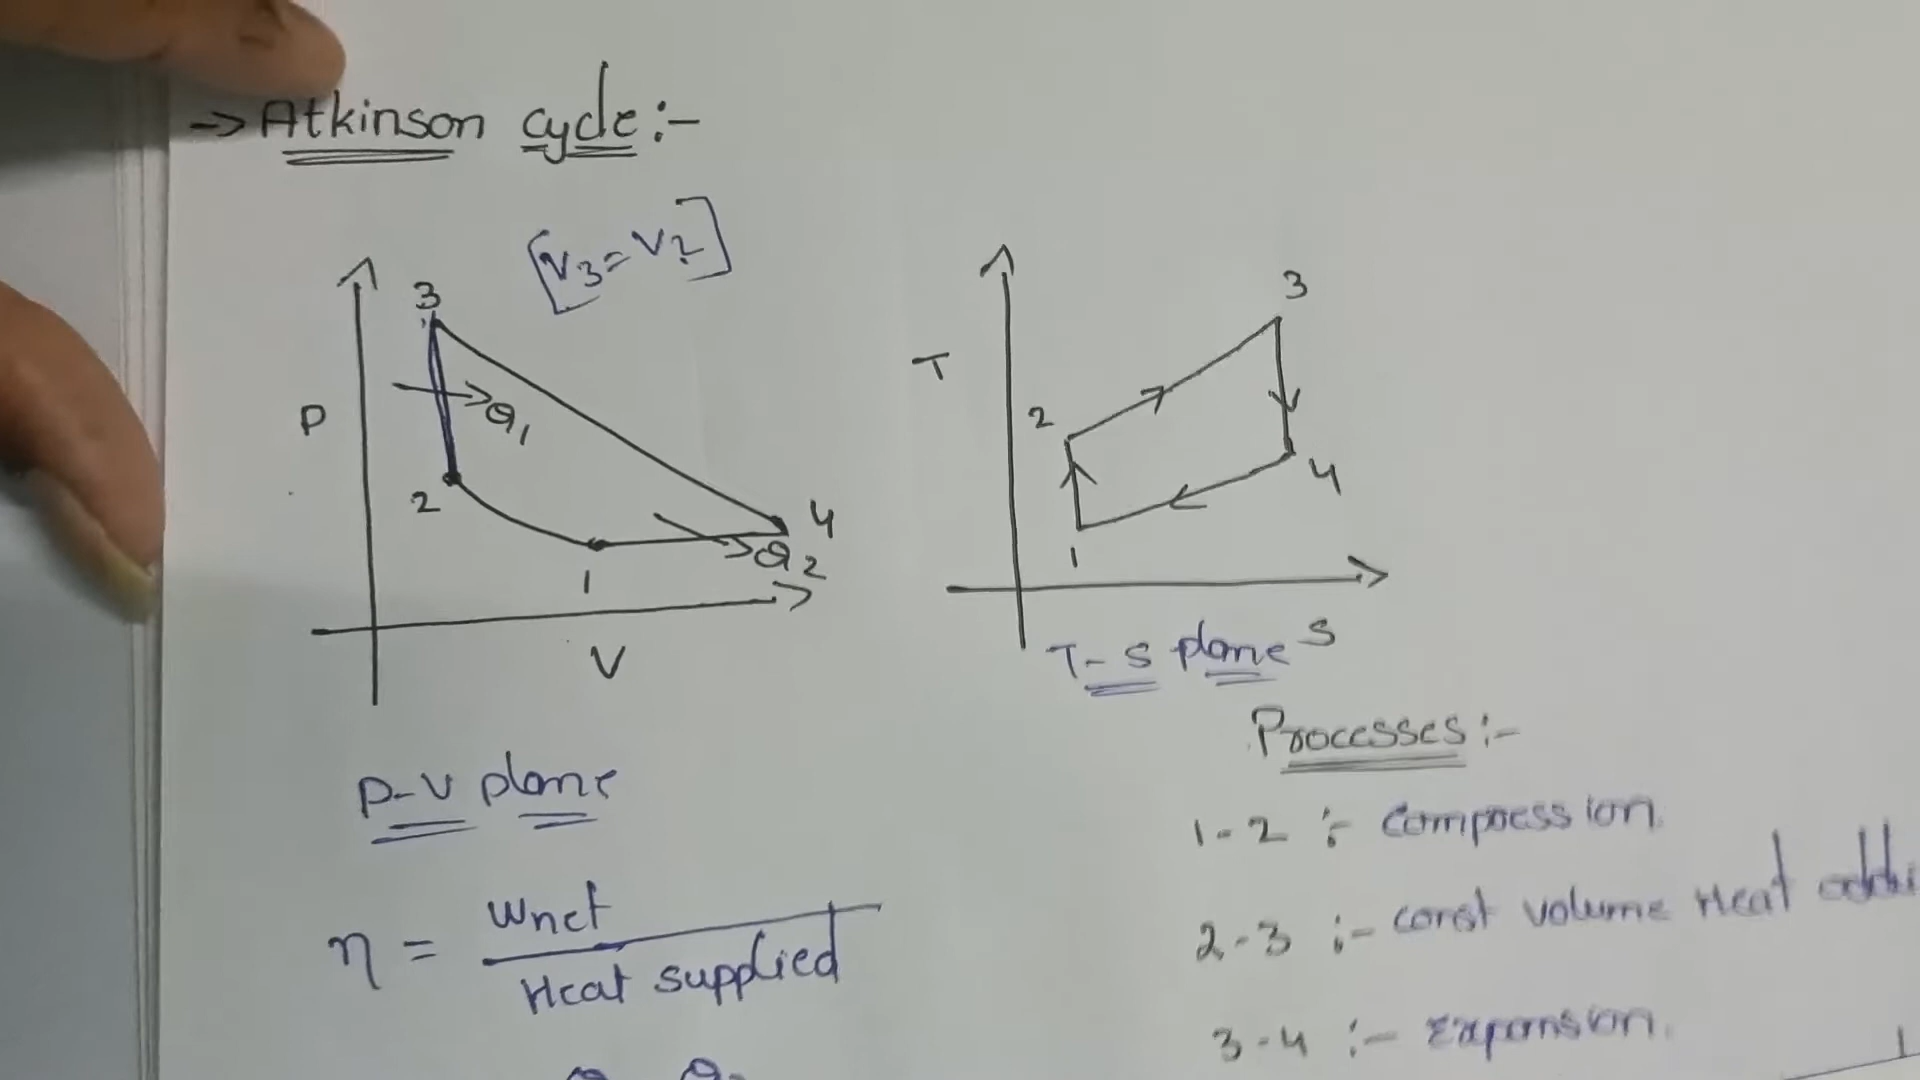 → Atkinson cycle :-
[V3 = V2]
3
P
Q1
2
4
Q2
1
V
P-V plane
3
T
2
4
1
S
T-S plane
η = Wnet
Heat supplied
Processes :-
1-2 :- Compression.
2-3 :- const volume Heat
3-4 :- Expansion.